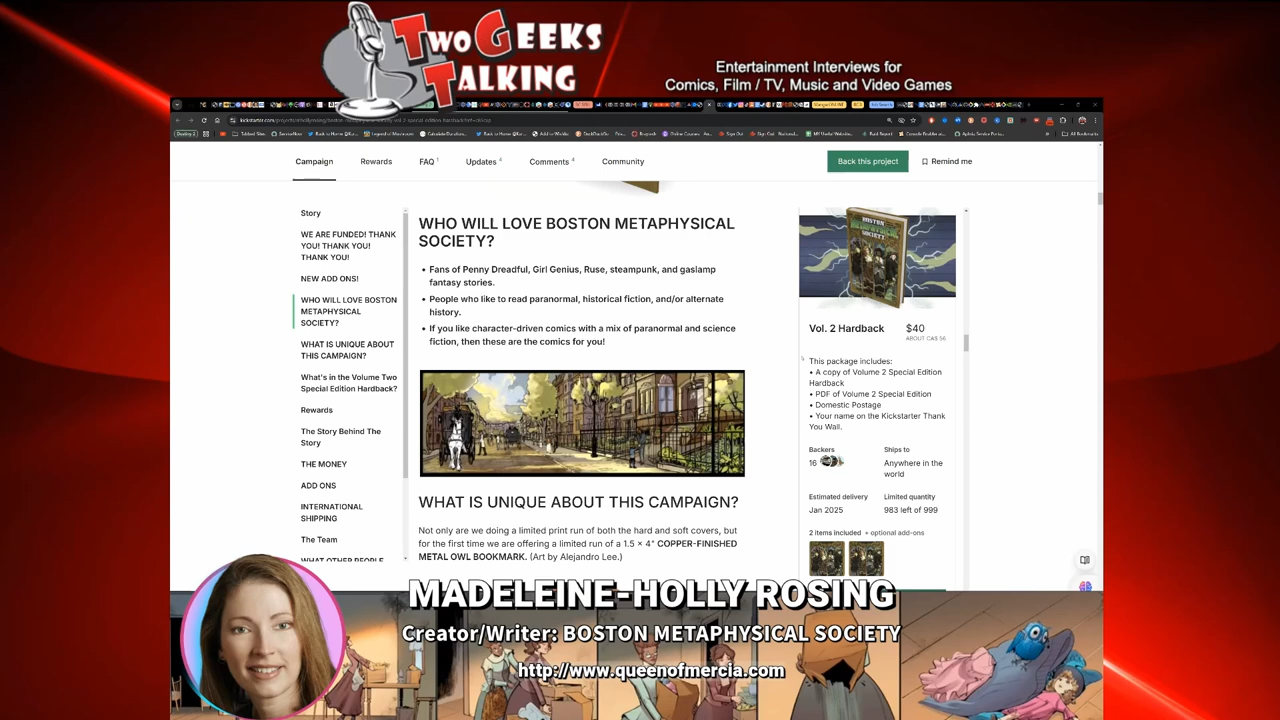 Two Geeks
Talking
Entertainment Interviews for
Comics, Film / TV, Music and Video Games
Campaign
Rewards
FAQ 1
Updates 4
Comments 4
Community
Back this project
Remind me
Story
WE ARE FUNDED! THANK
YOU! THANK YOU!
THANK YOU!
NEW ADD ONS!
WHO WILL LOVE BOSTON
METAPHYSICAL
SOCIETY?
WHAT IS UNIQUE ABOUT
THIS CAMPAIGN?
What's in the Volume Two
Special Edition Hardback?
Rewards
The Story Behind The
Story
THE MONEY
ADD ONS
INTERNATIONAL
SHIPPING
The Team
WHAT OTHER PEOPLE
WHO WILL LOVE BOSTON METAPHYSICAL
SOCIETY?
• Fans of Penny Dreadful, Girl Genius, Ruse, steampunk, and gaslamp
fantasy stories.
• People who like to read paranormal, historical fiction, and/or alternate
history.
• If you like character-driven comics with a mix of paranormal and science
fiction, then these are the comics for you!
WHAT IS UNIQUE ABOUT THIS CAMPAIGN?
Not only are we doing a limited print run of both the hard and soft covers, but
for the first time we are offering a limited run of a 1.5 × 4" COPPER-FINISHED
METAL OWL BOOKMARK. (Art by Alejandro Lee.)
BOSTON
METAPHYSICAL
SOCIETY
Vol. 2 Hardback
$40
ABOUT CA$ 56
This package includes:
• A copy of Volume 2 Special Edition
Hardback
• PDF of Volume 2 Special Edition
• Domestic Postage
• Your name on the Kickstarter Thank
You Wall.
Backers
16
Ships to
Anywhere in the
world
Estimated delivery
Jan 2025
Limited quantity
983 left of 999
2 items included + optional add-ons
MADELEINE-HOLLY ROSING
Creator/Writer: BOSTON METAPHYSICAL SOCIETY
http://www.queenofmercia.com